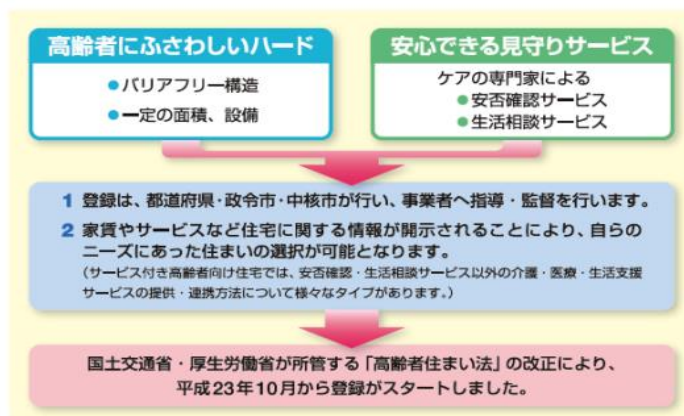 高齢者にふさわしいハード
●バリアフリー構造
●一定の面積、設備
安心できる見守りサービス
ケアの専門家による
●安否確認サービス
●生活相談サービス
1 登録は、都道府県・政令市・中核市が行い、事業者へ指導・監督を行います。
2 家賃やサービスなど住宅に関する情報が開示されることにより、自らの
ニーズにあった住まいの選択が可能となります。
(サービス付き高齢者向け住宅では、安否確認・生活相談サービス以外の介護・医療・生活支援
サービスの提供・連携方法について様々なタイプがあります。)
国土交通省・厚生労働省が所管する「高齢者住まい法」の改正により、
平成23年10月から登録がスタートしました。